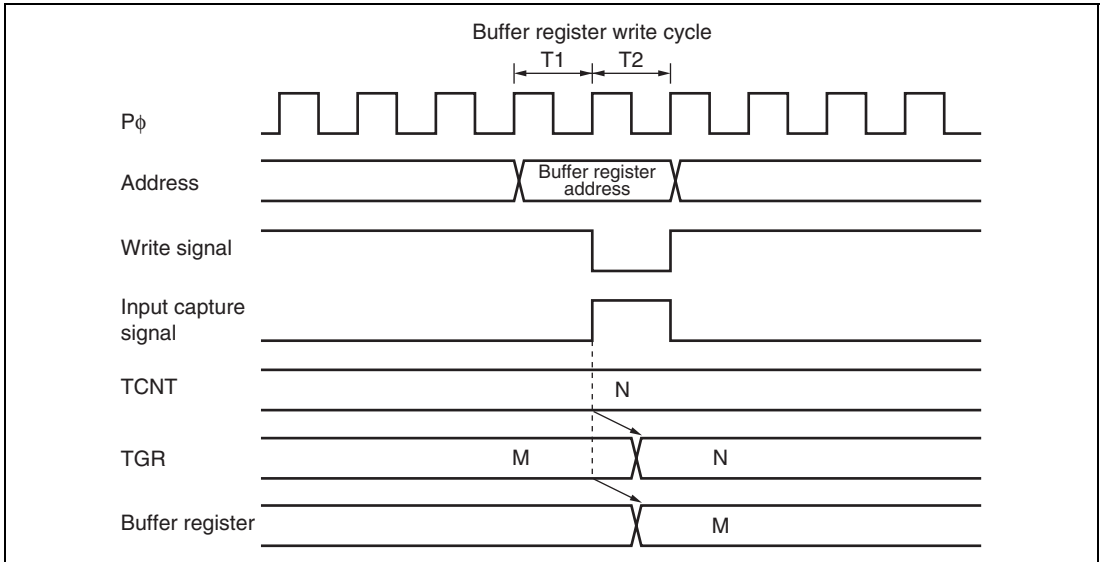 Buffer register write cycle
T1 T2
Pϕ
Address
Buffer register
address
Write signal
Input capture
signal
TCNT
N
TGR
M N
Buffer register
M